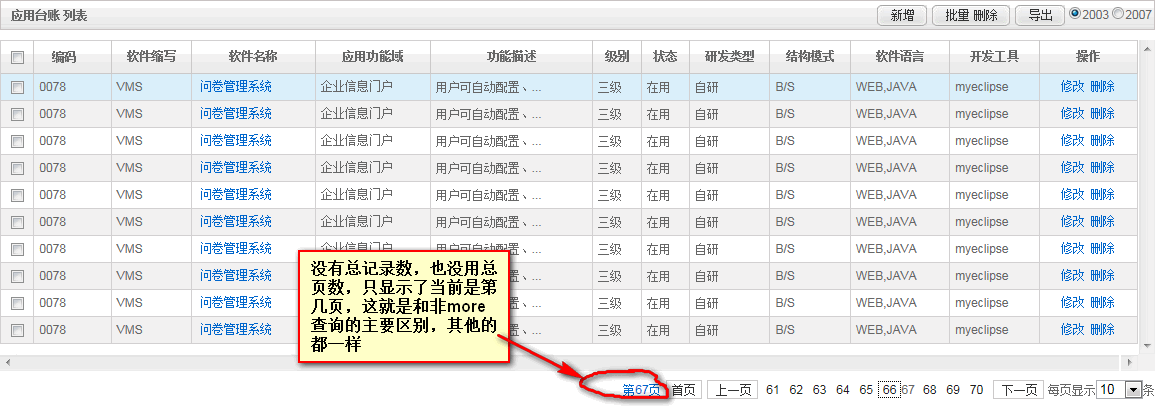 应用台账 列表 新增 批量 删除 导出 2003 2007
编码 软件编写 软件名称 应用功能域 功能描述 级别 状态 研发类型 结构模式 软件语言 开发工具 操作
0078 VMS 问卷管理系统 企业信息门户 用户可自动配置、... 三级 在用 自研 B/S WEB,JAVA myeclipse 修改 删除
0078 VMS 问卷管理系统 企业信息门户 用户可自动配置、... 三级 在用 自研 B/S WEB,JAVA myeclipse 修改 删除
0078 VMS 问卷管理系统 企业信息门户 用户可自动配置、... 三级 在用 自研 B/S WEB,JAVA myeclipse 修改 删除
0078 VMS 问卷管理系统 企业信息门户 用户可自动配置、... 三级 在用 自研 B/S WEB,JAVA myeclipse 修改 删除
0078 VMS 问卷管理系统 企业信息门户 用户可自动配置、... 三级 在用 自研 B/S WEB,JAVA myeclipse 修改 删除
0078 VMS 问卷管理系统 企业信息门户 用户可自动配置、... 三级 在用 自研 B/S WEB,JAVA myeclipse 修改 删除
0078 VMS 问卷管理系统 企业信息门户 用户可自动配置、... 三级 在用 自研 B/S WEB,JAVA myeclipse 修改 删除
0078 VMS 问卷管理系统 三级 在用 自研 B/S WEB,JAVA myeclipse 修改 删除
0078 VMS 问卷管理系统 三级 在用 自研 B/S WEB,JAVA myeclipse 修改 删除
0078 VMS 问卷管理系统 三级 在用 自研 B/S WEB,JAVA myeclipse 修改 删除
没有总记录数，也没用总
页数，只显示了当前是第
几页，这就是和非more
查询的主要区别，其他的
都一样
第67页 首页 上一页 61 62 63 64 65 66 67 68 69 70 下一页 每页显示 10 条